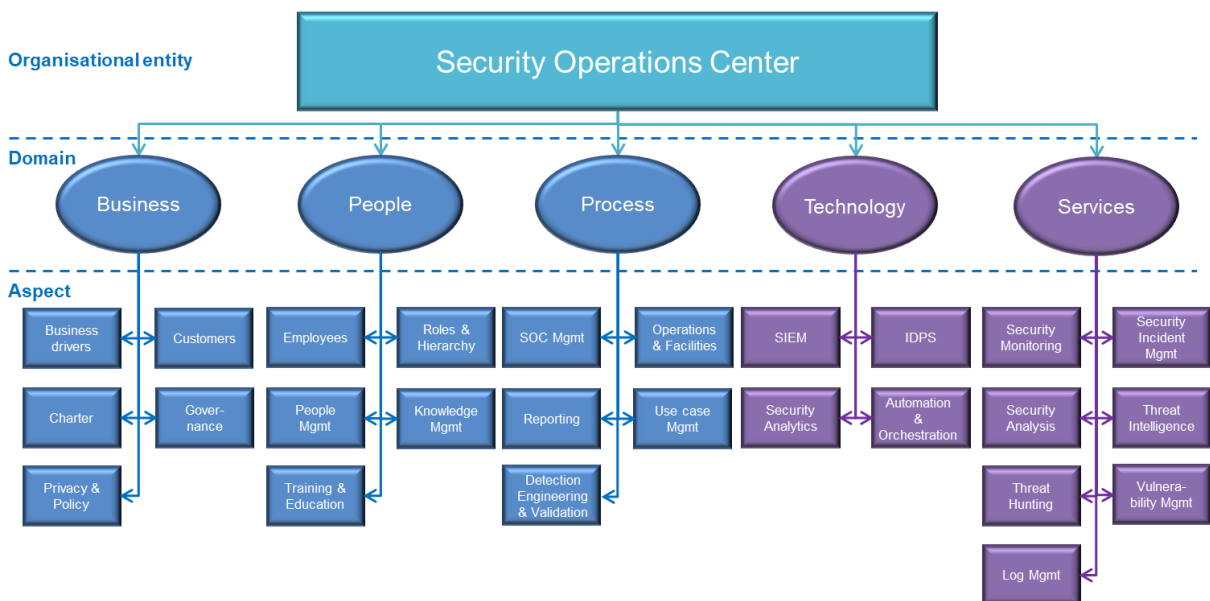 Organisational entity
Security Operations Center
Domain
Business
People
Process
Technology
Services
Aspect
Business
drivers
Customers
Charter
Gover-
nance
Privacy &
Policy
Employees
Roles &
Hierarchy
People
Mgmt
Knowledge
Mgmt
Training &
Education
SOC Mgmt
Operations
& Facilities
Reporting
Use case
Mgmt
Detection
Engineering
& Validation
SIEM
IDPS
Security
Analytics
Automation
&
Orchestration
Security
Monitoring
Security
Incident
Mgmt
Security
Analysis
Threat
Intelligence
Threat
Hunting
Vulnera-
bility Mgmt
Log Mgmt